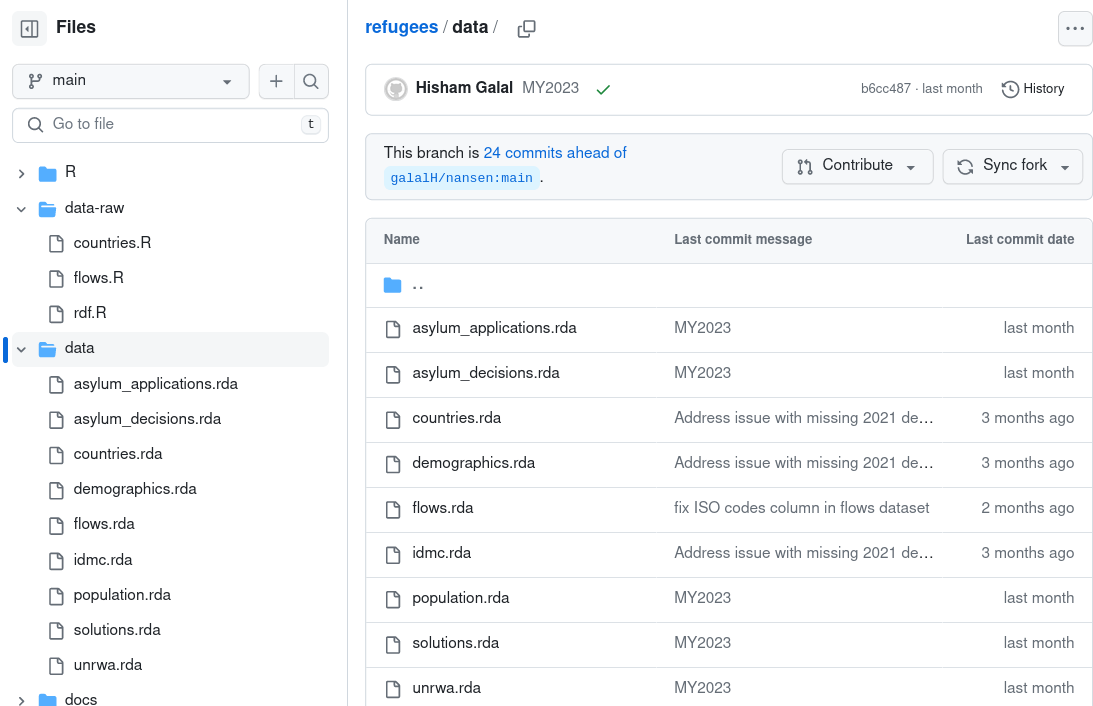 Files
main
Go to file
t
R
data-raw
countries.R
flows.R
rdf.R
data
asylum_applications.rda
asylum_decisions.rda
countries.rda
demographics.rda
flows.rda
idmc.rda
population.rda
solutions.rda
unrwa.rda
docs
refugees / data /
Hisham Galal MY2023
b6cc487 · last month
History
This branch is 24 commits ahead of
galalH/nansen:main .
Contribute
Sync fork
Name Last commit message Last commit date
..
asylum_applications.rda MY2023 last month
asylum_decisions.rda MY2023 last month
countries.rda Address issue with missing 2021 de… 3 months ago
demographics.rda Address issue with missing 2021 de… 3 months ago
flows.rda fix ISO codes column in flows dataset 2 months ago
idmc.rda Address issue with missing 2021 de… 3 months ago
population.rda MY2023 last month
solutions.rda MY2023 last month
unrwa.rda MY2023 last month